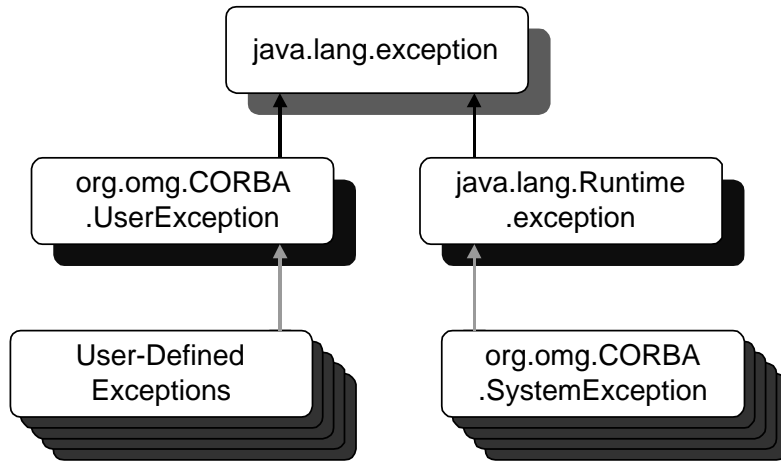 java.lang.exception
org.omg.CORBA
.UserException
java.lang.Runtime
.exception
User-Defined
Exceptions
org.omg.CORBA
.SystemException